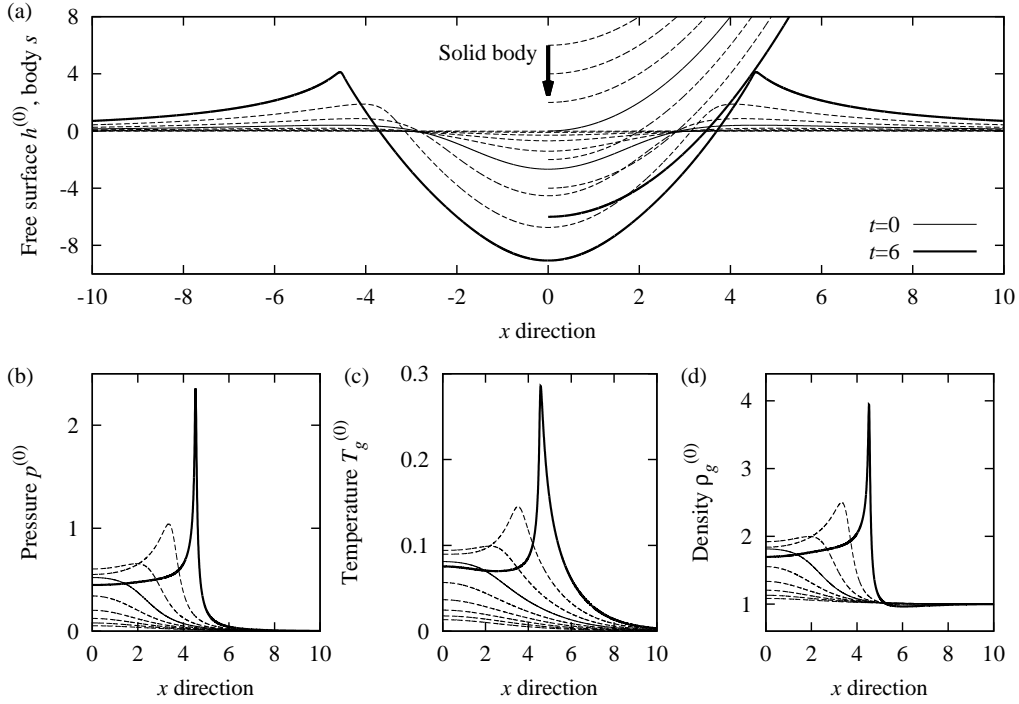 (a)
Free surface h⁽⁰⁾, body s
8
4
0
-4
-8
Solid body
t=0
t=6
-10 -8 -6 -4 -2 0 2 4 6 8 10
x direction
(b)
Pressure p⁽⁰⁾
2
1
0
0 2 4 6 8 10
x direction
(c)
Temperature T_g⁽⁰⁾
0.3
0.2
0.1
0
0 2 4 6 8 10
x direction
(d)
Density ρ_g⁽⁰⁾
4
3
2
1
0 2 4 6 8 10
x direction